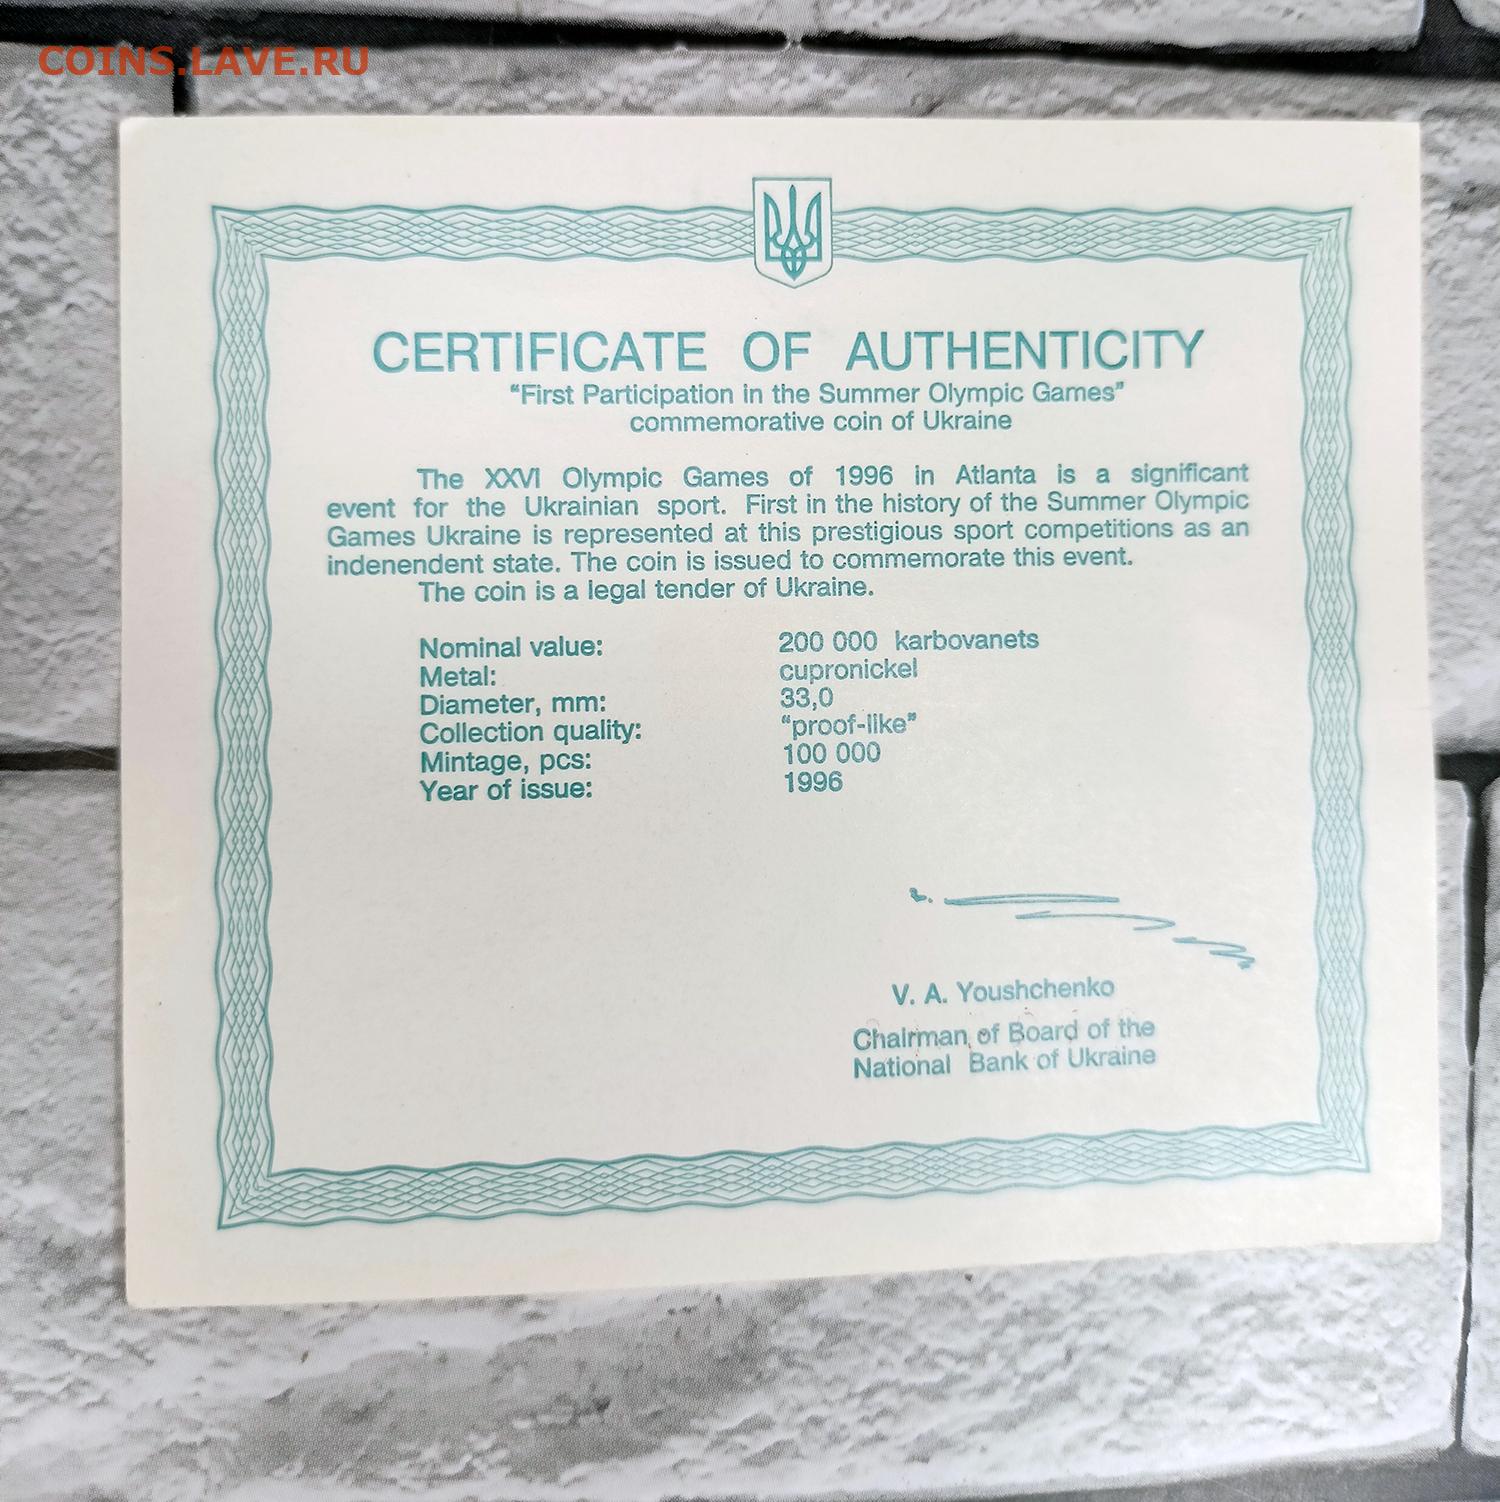 COINS.LAVE.RU
CERTIFICATE OF AUTHENTICITY
"First Participation in the Summer Olympic Games"
commemorative coin of Ukraine
The XXVI Olympic Games of 1996 in Atlanta is a significant
event for the Ukrainian sport. First in the history of the Summer Olympic
Games Ukraine is represented at this prestigious sport competitions as an
indenendent state. The coin is issued to commemorate this event.
The coin is a legal tender of Ukraine.
Nominal value: 200 000 karbovanets
Metal: cupronickel
Diameter, mm: 33,0
Collection quality: "proof-like"
Mintage, pcs: 100 000
Year of issue: 1996
V. A. Youshchenko
Chairman of Board of the
National Bank of Ukraine